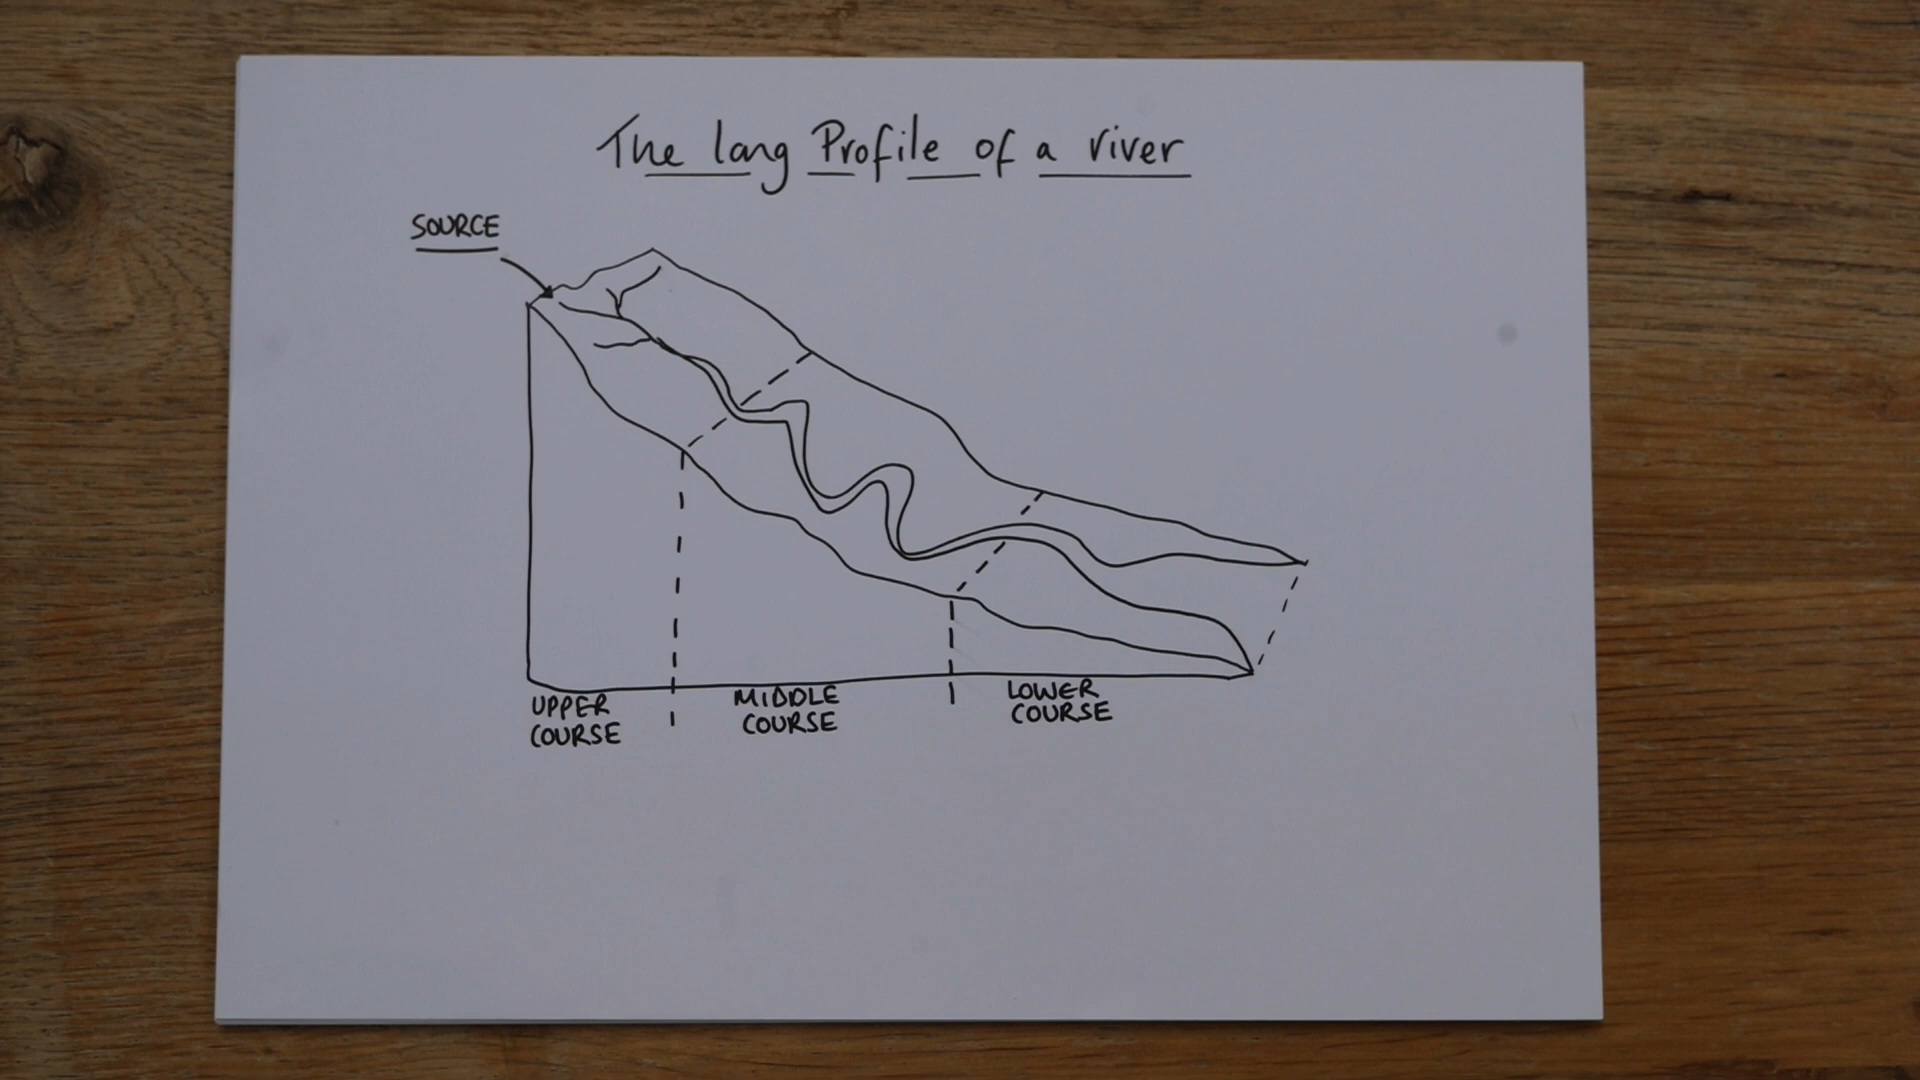 The long Profile of a river
SOURCE
UPPER
COURSE
MIDDLE
COURSE
LOWER
COURSE